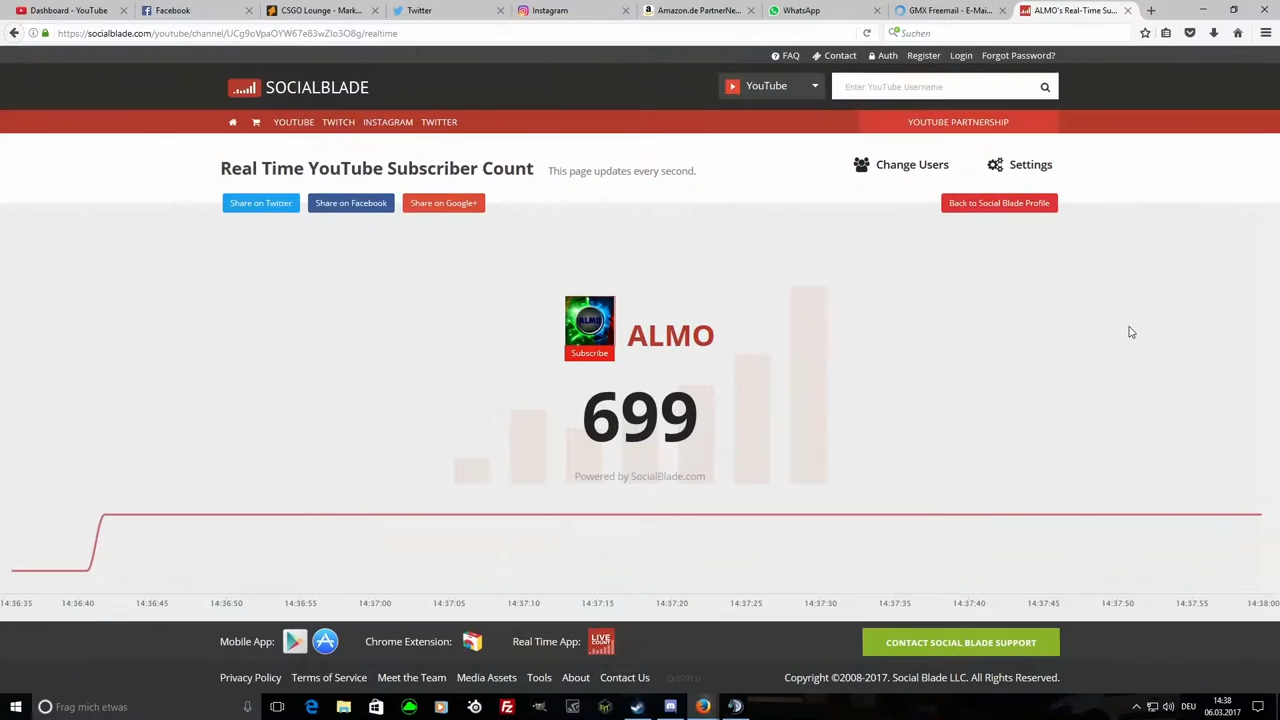 Dashboard - YouTube
Facebook
CSGO Lounge - Mark...
Twitter
Instagram
Amazon.de PartnerNe...
WhatsApp
GMX Freemail - E-Mai...
ALMO's Real-Time Su...
https://socialblade.com/youtube/channel/UCg9oVpaOYW67e83wZIo3O8g/realtime
Suchen
FAQ Contact Auth Register Login Forgot Password?
SOCIALBLADE
YouTube
Enter YouTube Username
YOUTUBE TWITCH INSTAGRAM TWITTER
YOUTUBE PARTNERSHIP
Real Time YouTube Subscriber Count
This page updates every second.
Change Users
Settings
Share on Twitter
Share on Facebook
Share on Google+
Back to Social Blade Profile
ALMO
Subscribe
ALMO
699
Powered by SocialBlade.com
14:36:35 14:36:40 14:36:45 14:36:50 14:36:55 14:37:00 14:37:05 14:37:10 14:37:15 14:37:20 14:37:25 14:37:30 14:37:35 14:37:40 14:37:45 14:37:50 14:37:55 14:38:00
Mobile App:
Chrome Extension:
Real Time App:
LIVE COUNT
CONTACT SOCIAL BLADE SUPPORT
Privacy Policy Terms of Service Meet the Team Media Assets Tools About Contact Us
(0.0291s)
Copyright ©2008-2017. Social Blade LLC. All Rights Reserved.
Frag mich etwas
DEU
14:38
06.03.2017